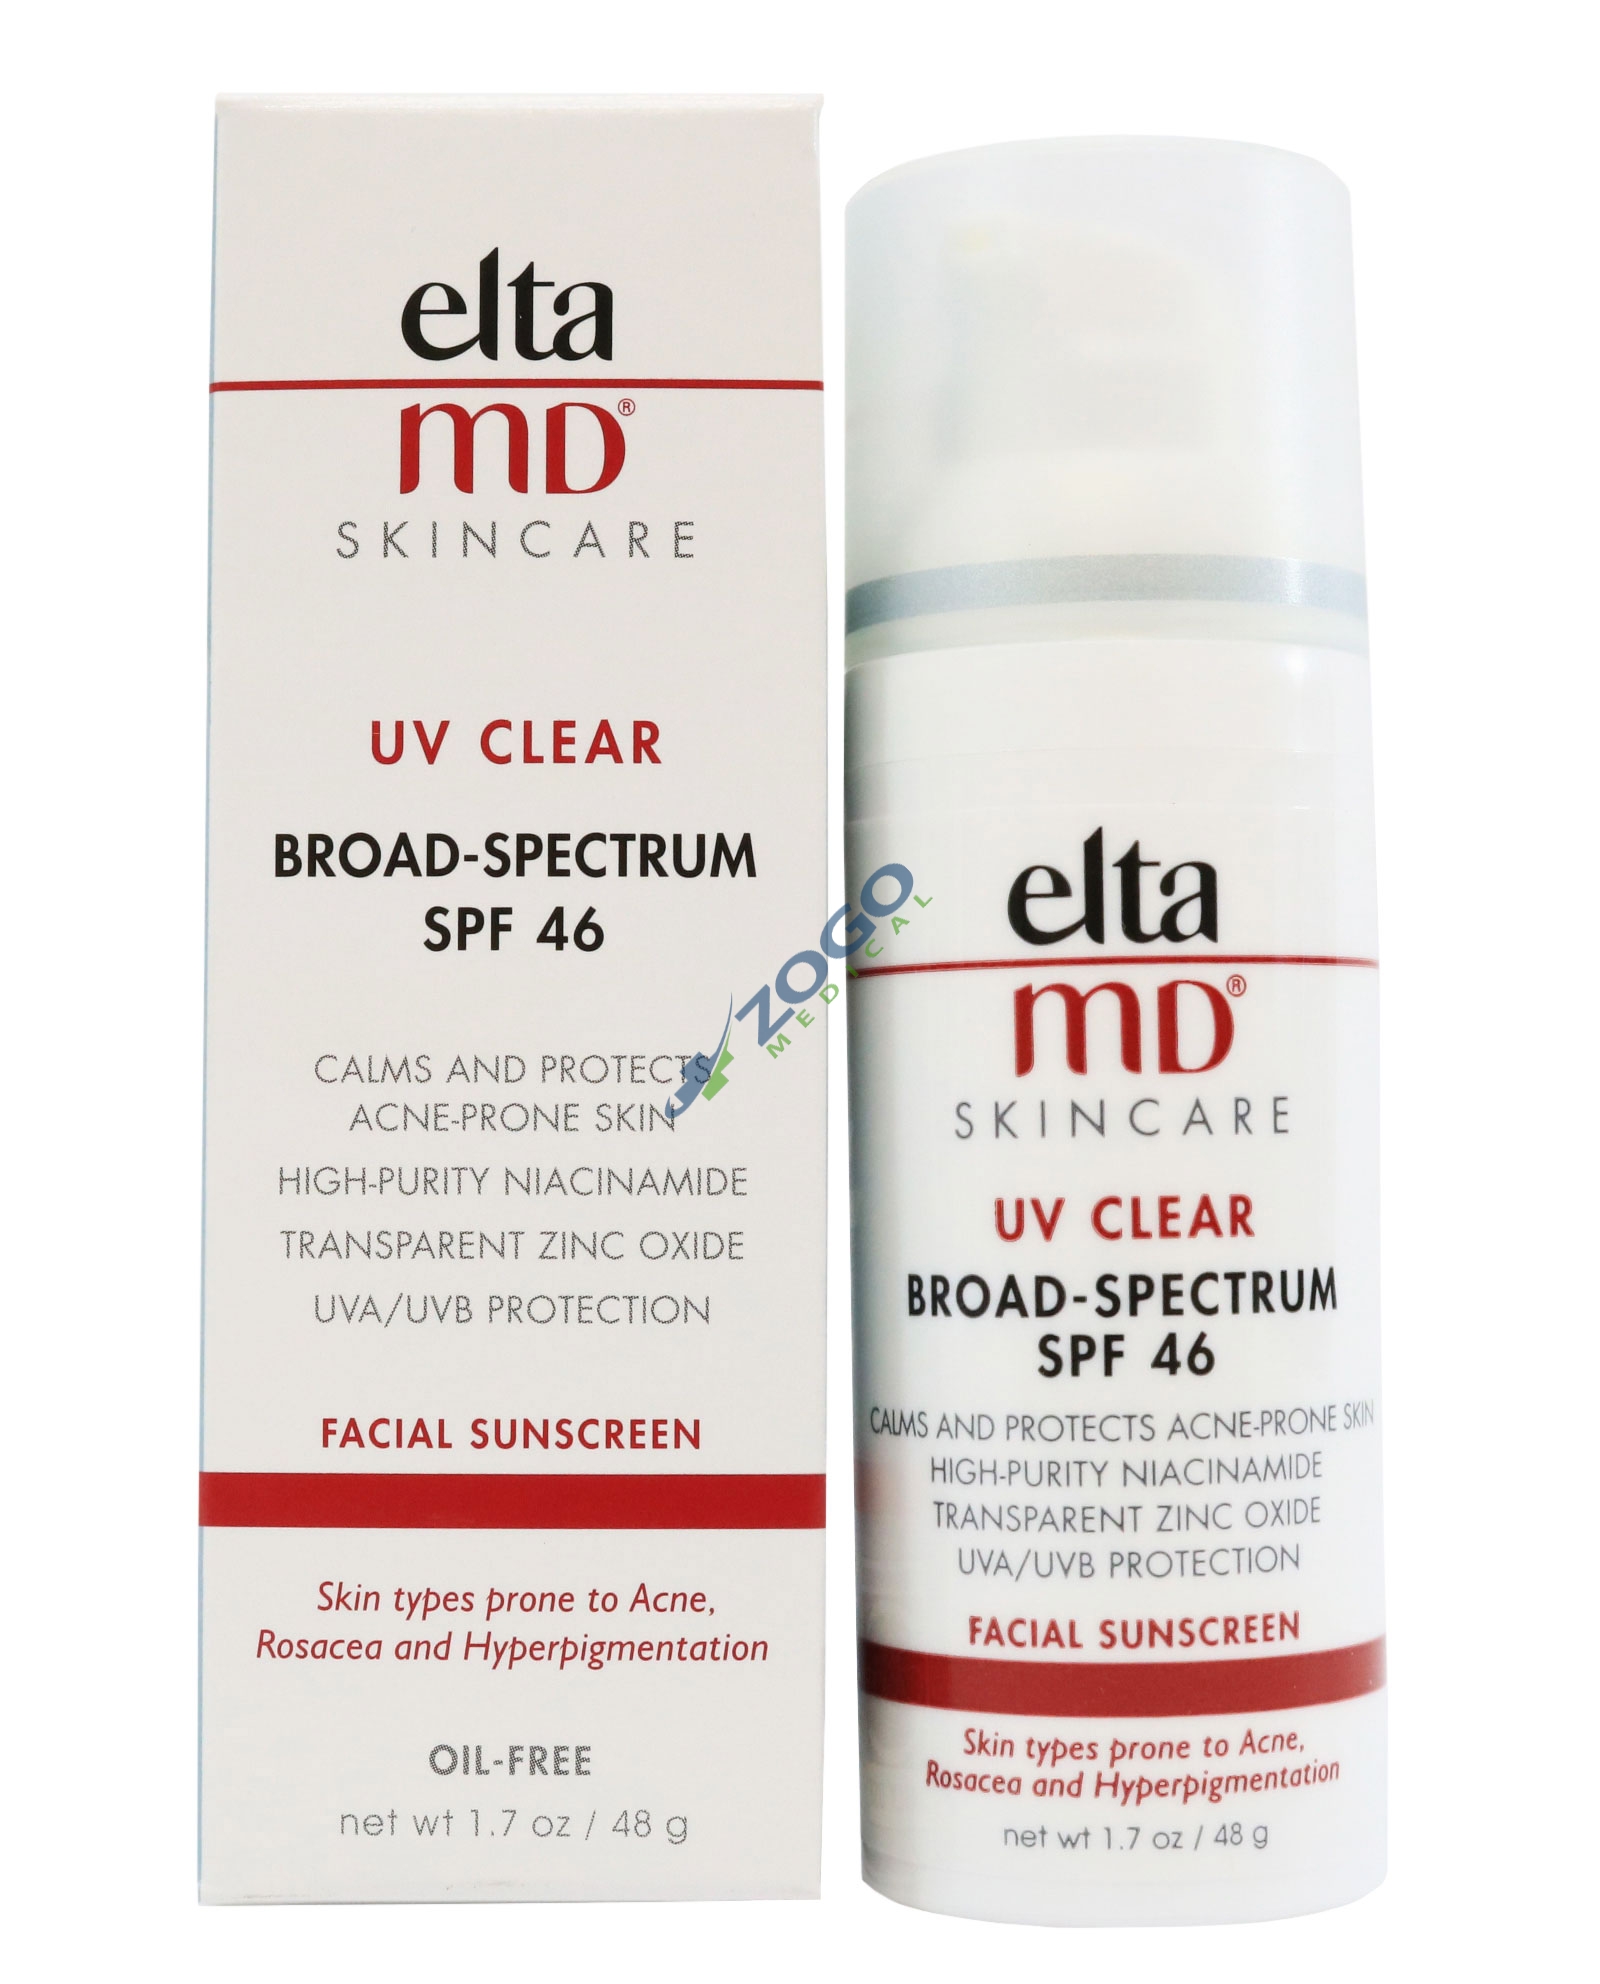 elta
MD®
SKINCARE
UV CLEAR
BROAD-SPECTRUM
SPF 46
CALMS AND PROTECTS
ACNE-PRONE SKIN
HIGH-PURITY NIACINAMIDE
TRANSPARENT ZINC OXIDE
UVA/UVB PROTECTION
FACIAL SUNSCREEN
Skin types prone to Acne,
Rosacea and Hyperpigmentation
OIL-FREE
net wt 1.7 oz / 48 g
ZOGO
MEDICAL
elta
MD®
SKINCARE
UV CLEAR
BROAD-SPECTRUM
SPF 46
CALMS AND PROTECTS ACNE-PRONE SKIN
HIGH-PURITY NIACINAMIDE
TRANSPARENT ZINC OXIDE
UVA/UVB PROTECTION
FACIAL SUNSCREEN
Skin types prone to Acne,
Rosacea and Hyperpigmentation
net wt 1.7 oz / 48 g